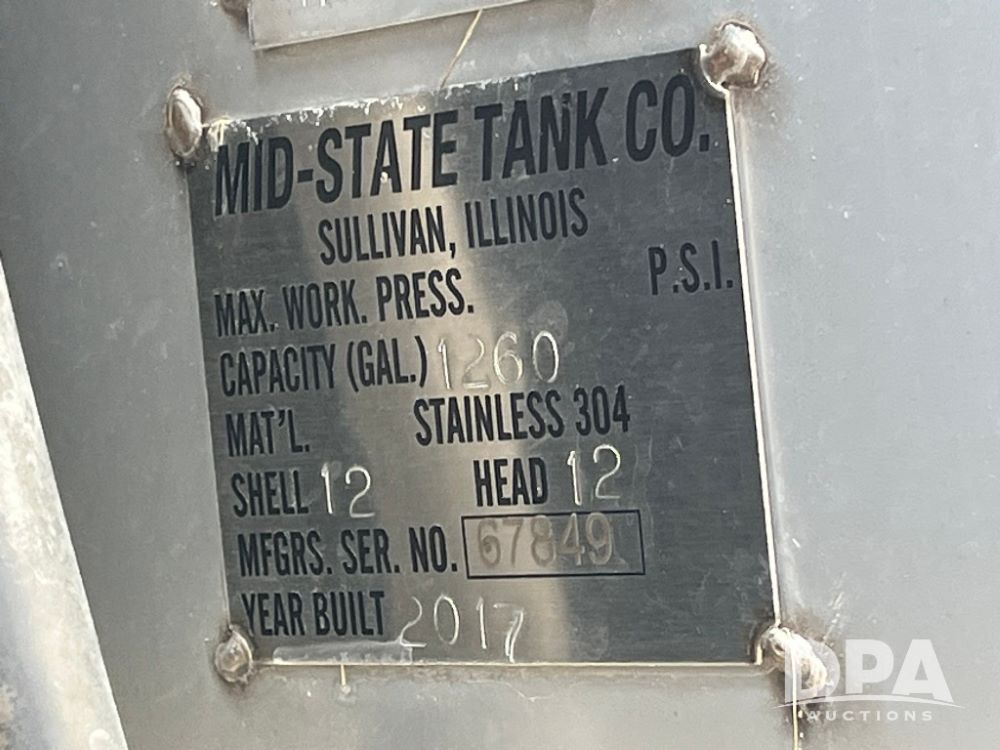 MID-STATE TANK CO.
SULLIVAN, ILLINOIS
MAX. WORK. PRESS. P.S.I.
CAPACITY (GAL.) 1260
MAT'L. STAINLESS 304
SHELL 12 HEAD 12
MFGRS. SER. NO. 67849
YEAR BUILT 2017
DPA
AUCTIONS